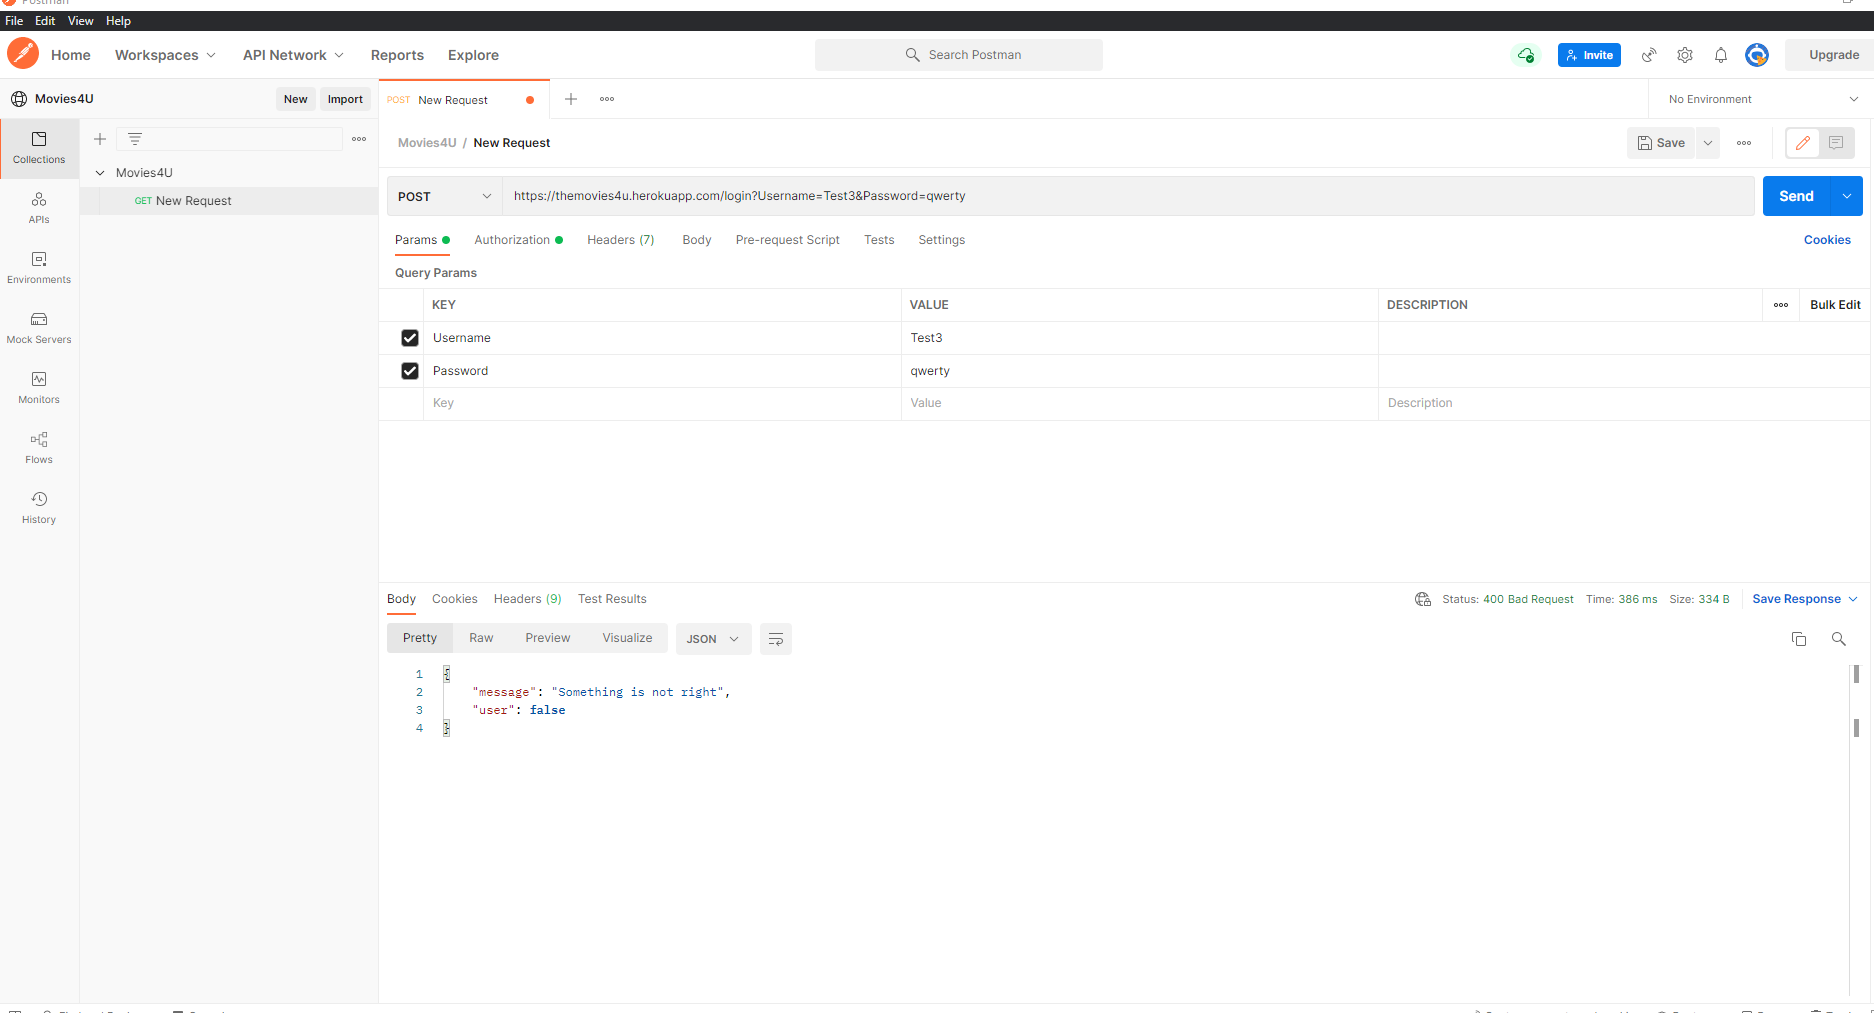 Postman
File Edit View Help
Home Workspaces API Network Reports Explore Search Postman Invite Upgrade
Movies4U New Import POST New Request No Environment
Collections
APIs
Environments
Mock Servers
Monitors
Flows
History
Movies4U
GET New Request
Movies4U / New Request Save
POST https://themovies4u.herokuapp.com/login?Username=Test3&Password=qwerty Send
Params Authorization Headers (7) Body Pre-request Script Tests Settings Cookies
Query Params
KEY VALUE DESCRIPTION Bulk Edit
Username Test3
Password qwerty
Key Value Description
Body Cookies Headers (9) Test Results Status: 400 Bad Request Time: 386 ms Size: 334 B Save Response
Pretty Raw Preview Visualize JSON
1 {
2 "message": "Something is not right",
3 "user": false
4 }